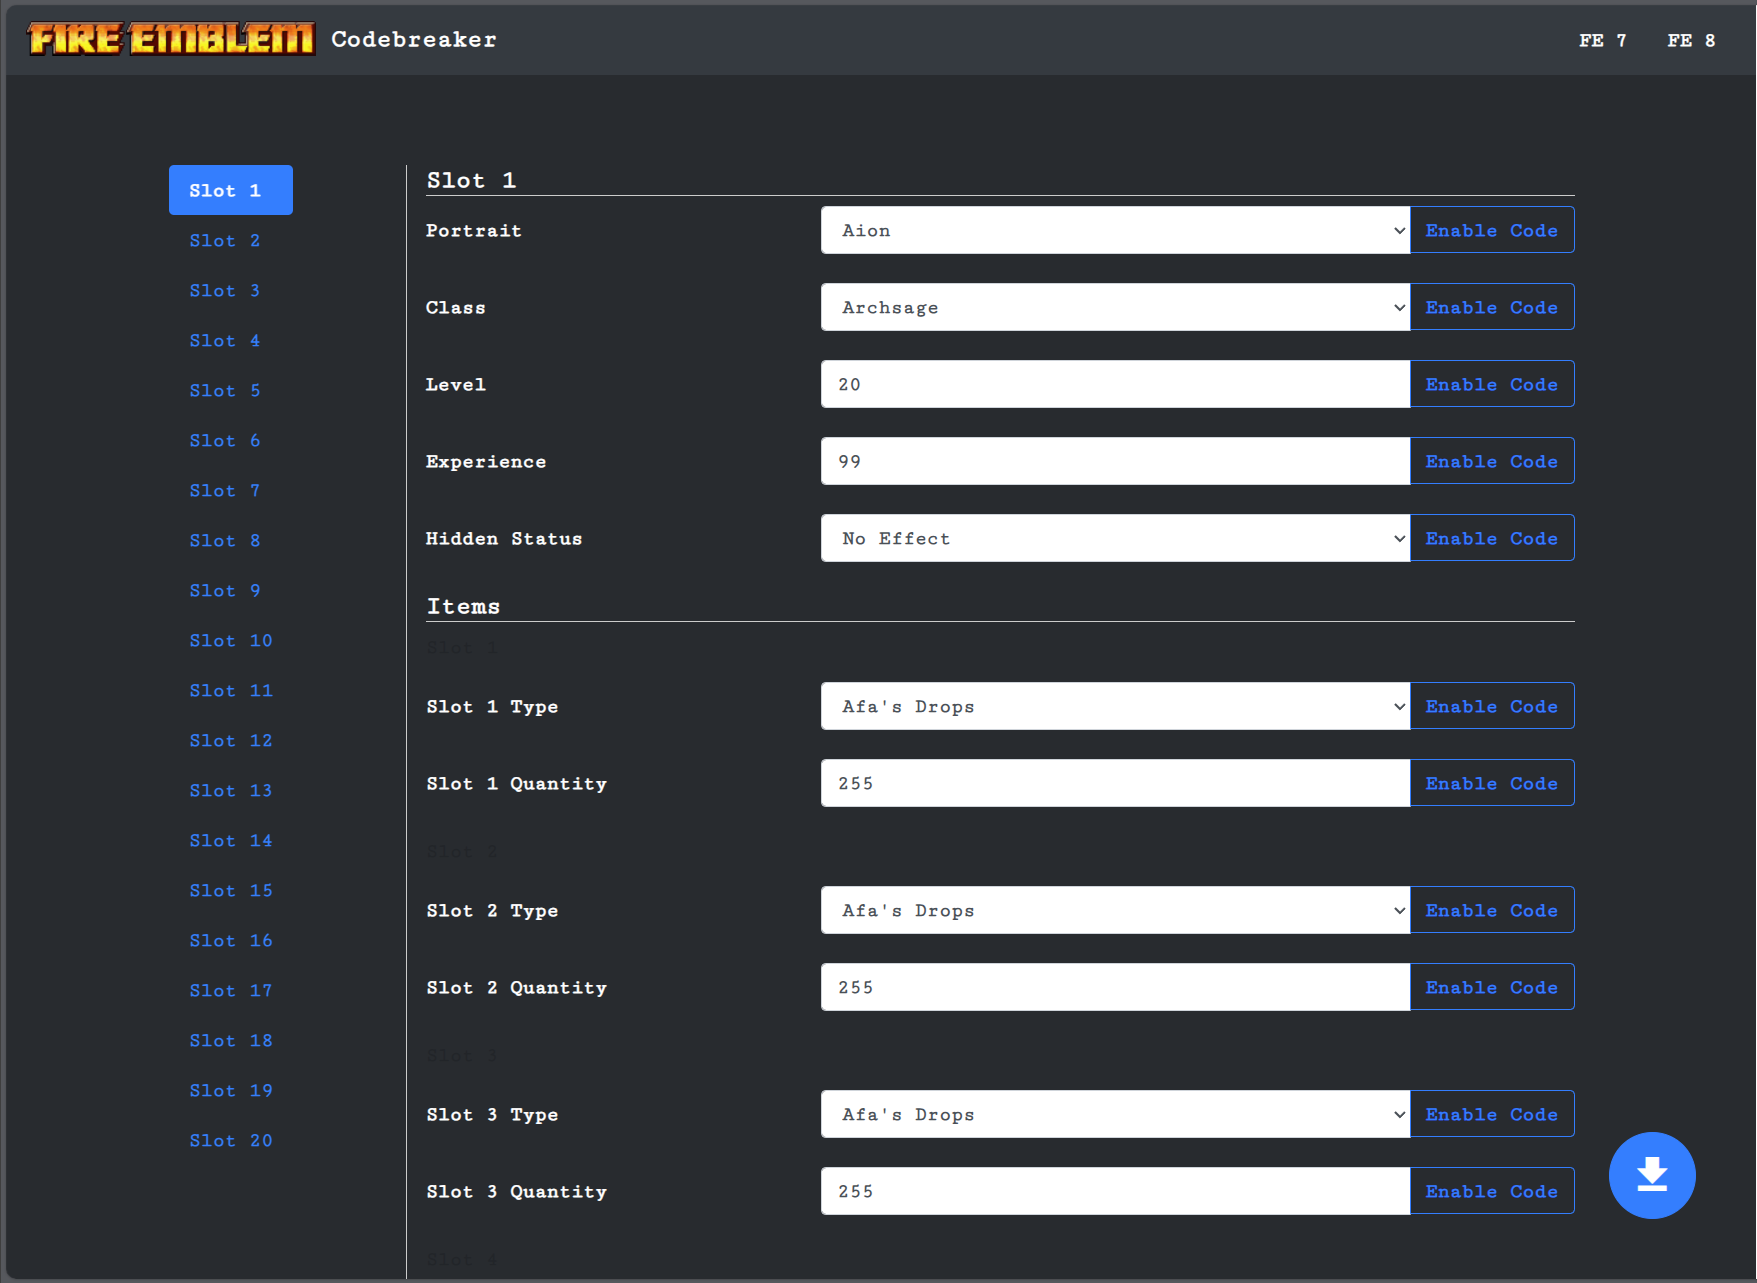 FIRE EMBLEM Codebreaker
FE 7
FE 8
Slot 1
Slot 2
Slot 3
Slot 4
Slot 5
Slot 6
Slot 7
Slot 8
Slot 9
Slot 10
Slot 11
Slot 12
Slot 13
Slot 14
Slot 15
Slot 16
Slot 17
Slot 18
Slot 19
Slot 20
Slot 1
Portrait Aion Enable Code
Class Archsage Enable Code
Level 20 Enable Code
Experience 99 Enable Code
Hidden Status No Effect Enable Code
Items
Slot 1
Slot 1 Type Afa's Drops Enable Code
Slot 1 Quantity 255 Enable Code
Slot 2
Slot 2 Type Afa's Drops Enable Code
Slot 2 Quantity 255 Enable Code
Slot 3
Slot 3 Type Afa's Drops Enable Code
Slot 3 Quantity 255 Enable Code
Slot 4